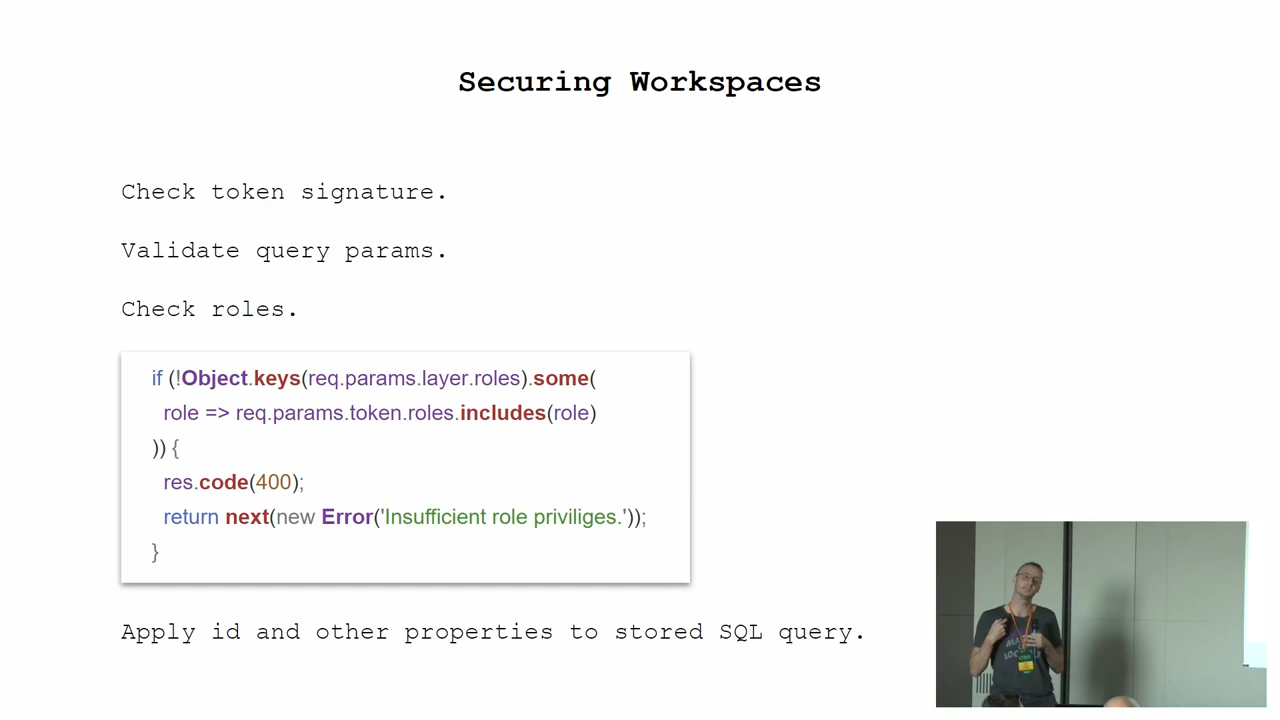 Securing Workspaces
Check token signature.
Validate query params.
Check roles.
if (!Object.keys(req.params.layer.roles).some(
role => req.params.token.roles.includes(role)
)) {
res.code(400);
return next(new Error('Insufficient role priviliges.'));
}
Apply id and other properties to stored SQL query.